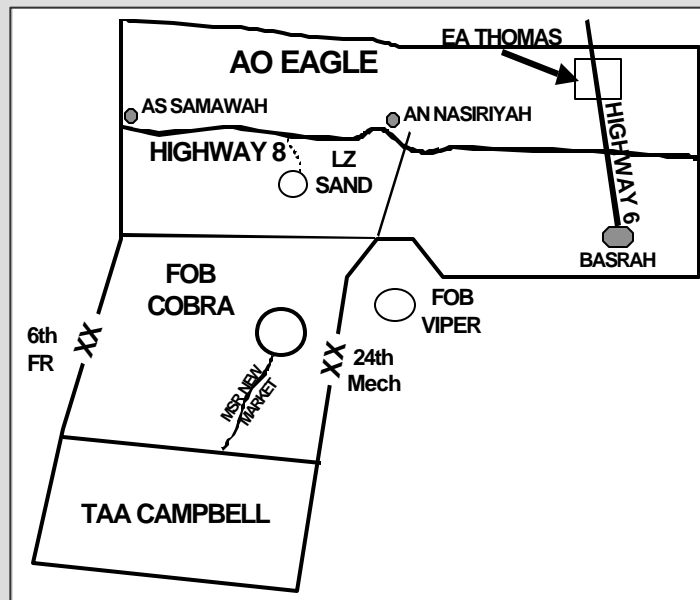 EA THOMAS
AO EAGLE
AS SAMAWAH
AN NASIRIYAH
HIGHWAY 8
LZ
SAND
HIGHWAY 6
BASRAH
FOB
COBRA
FOB
VIPER
6th
FR
XX
XX
24th
Mech
MSR NEW
MARKET
TAA CAMPBELL